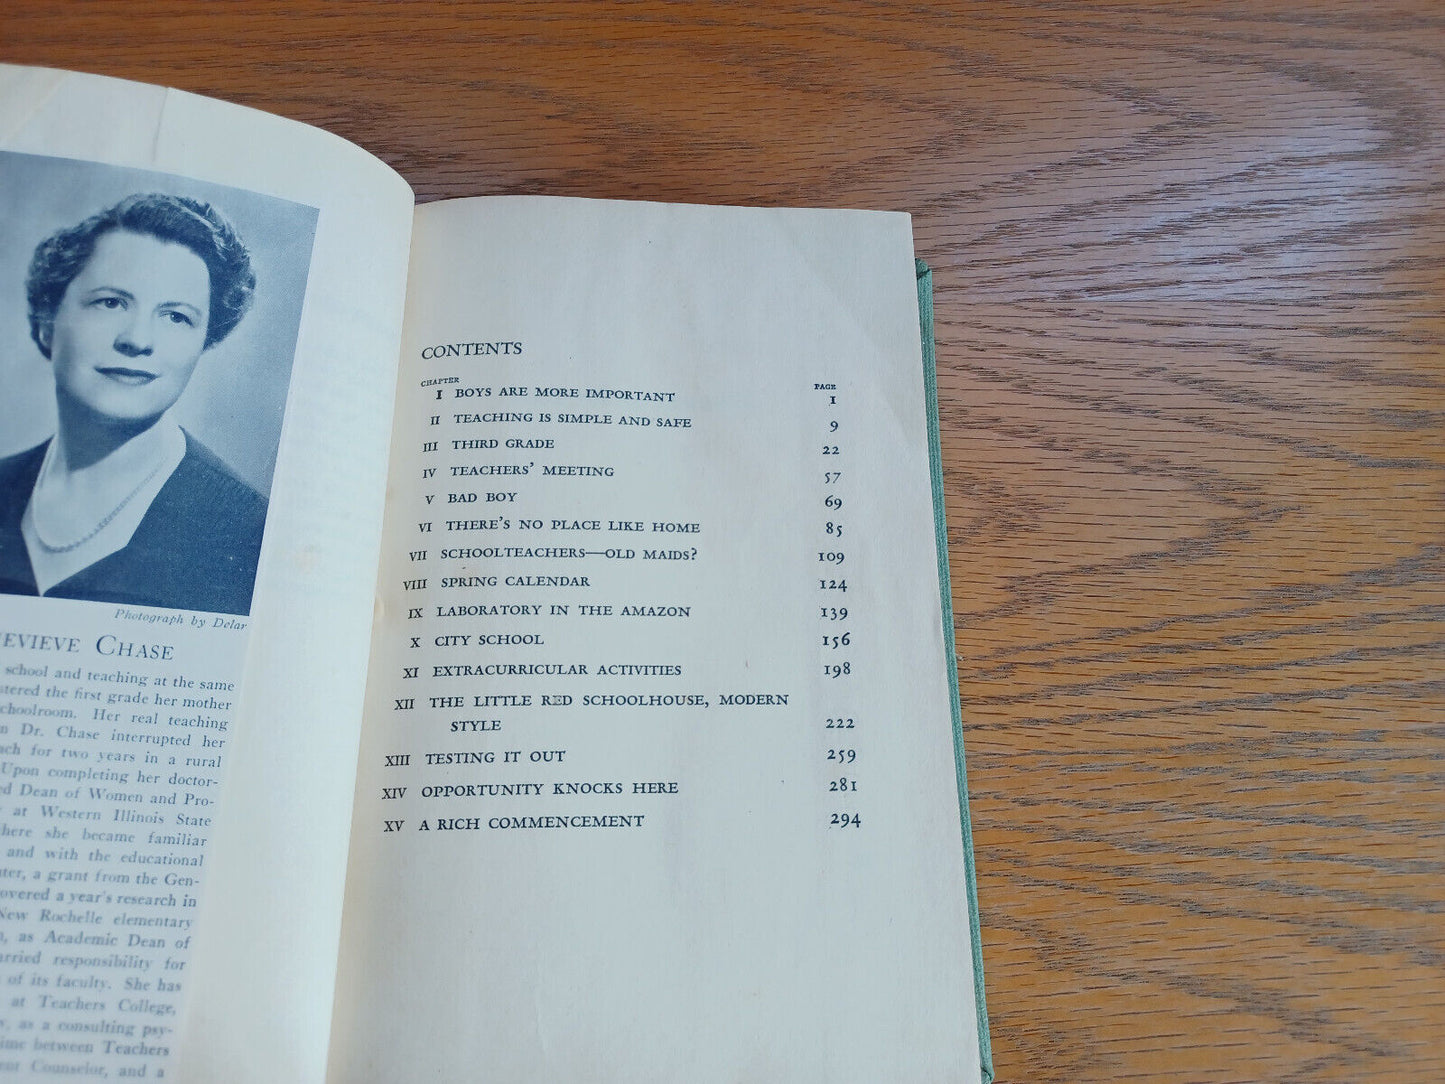 Photograph by Delar
EVIEVE CHASE
school and teaching at the same
stered the first grade her mother
choolroom. Her real teaching
n Dr. Chase interrupted her
ach for two years in a rural
Upon completing her doctor-
ed Dean of Women and Pro-
y at Western Illinois State
here she became familiar
and with the educational
ter, a grant from the Gen-
overed a year's research in
New Rochelle elementary
n, as Academic Dean of
arried responsibility for
of its faculty. She has
at Teachers College,
y, as a consulting psy-
ime between Teachers
ent Counselor, and a
CONTENTS
CHAPTER PAGE
I BOYS ARE MORE IMPORTANT 1
II TEACHING IS SIMPLE AND SAFE 9
III THIRD GRADE 22
IV TEACHERS' MEETING 57
V BAD BOY 69
VI THERE'S NO PLACE LIKE HOME 85
VII SCHOOLTEACHERS—OLD MAIDS? 109
VIII SPRING CALENDAR 124
IX LABORATORY IN THE AMAZON 139
X CITY SCHOOL 156
XI EXTRACURRICULAR ACTIVITIES 198
XII THE LITTLE RED SCHOOLHOUSE, MODERN
STYLE 222
XIII TESTING IT OUT 259
XIV OPPORTUNITY KNOCKS HERE 281
XV A RICH COMMENCEMENT 294